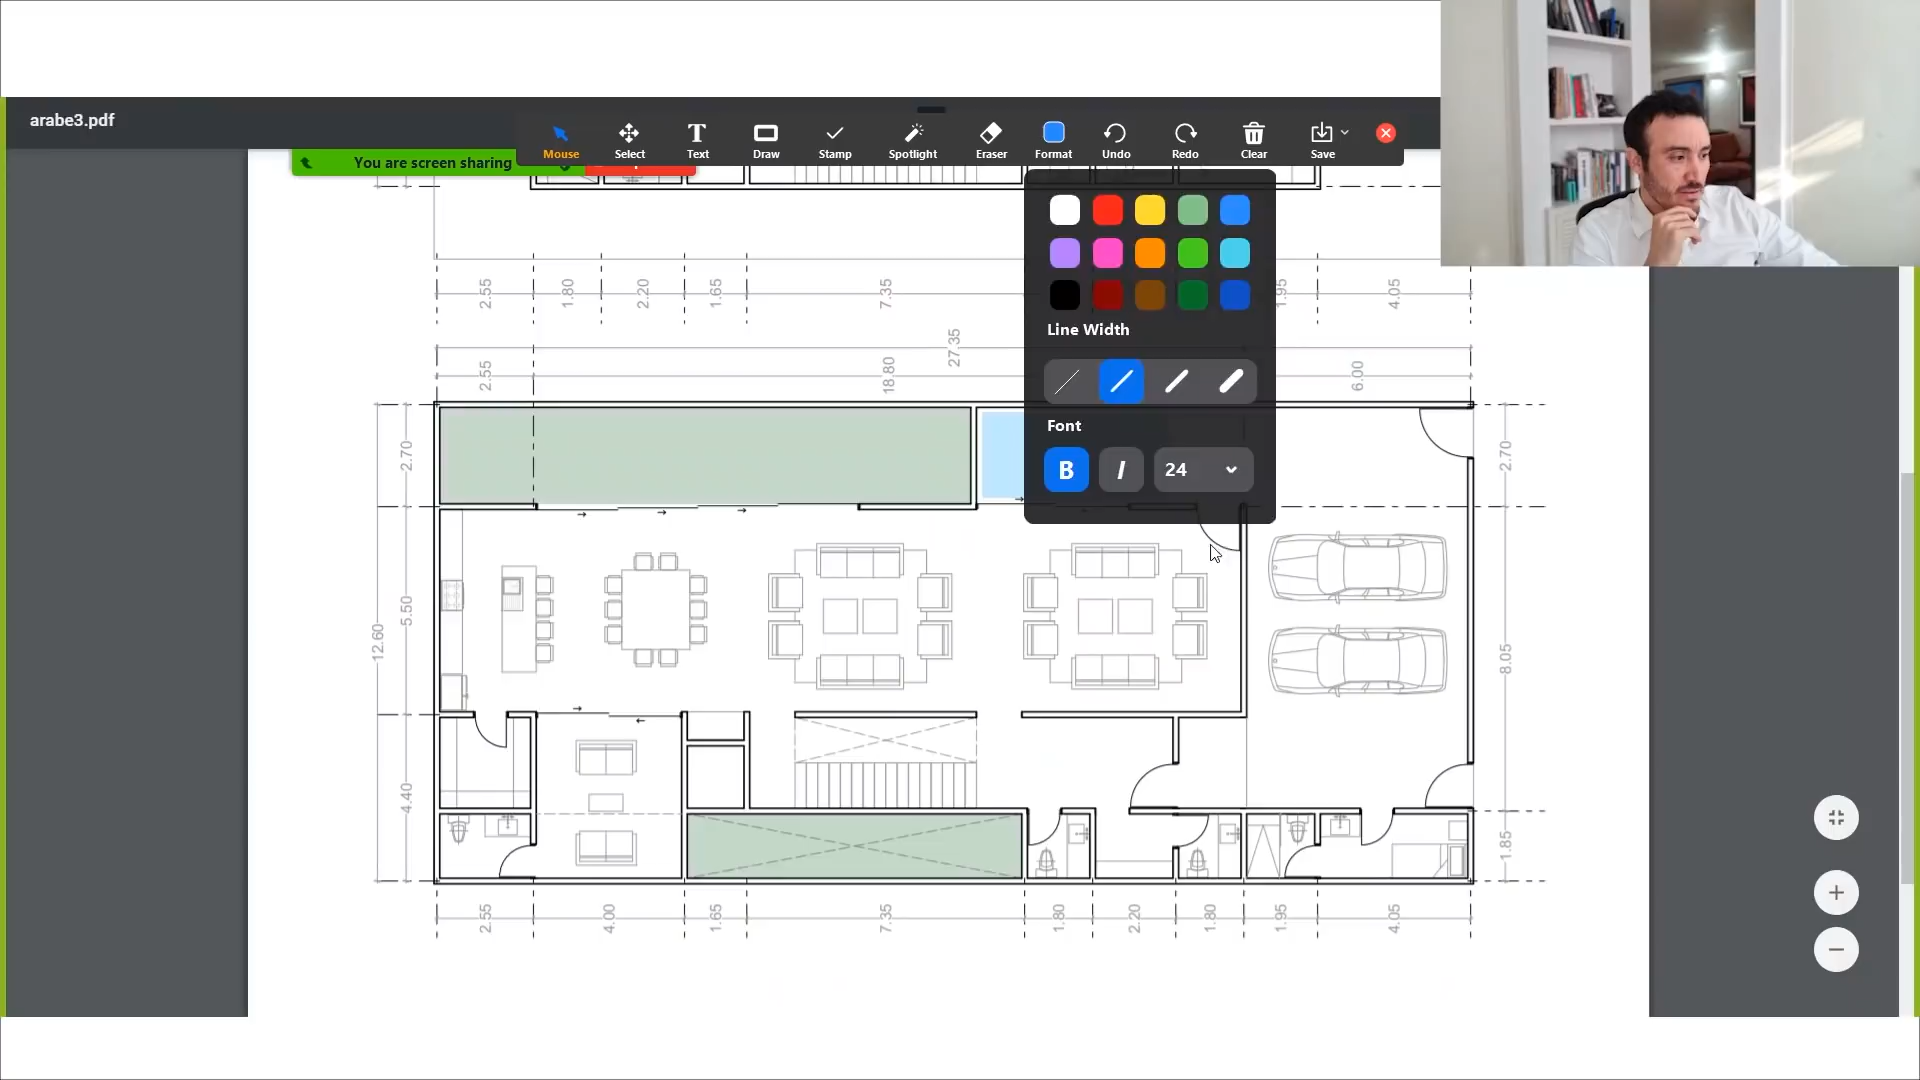 arabe3.pdf
Mouse Select Text Draw Stamp Spotlight Eraser Format Undo Redo Clear Save
You are screen sharing
2.55 1.80 2.20 1.65 7.35 1.95 4.05
27.35
2.55 18.80 6.00
Line Width
Font
B I 24
2.70 2.70
5.50
12.60
8.05
4.40
1.85
2.55 4.00 1.65 7.35 1.80 2.20 1.80 1.95 4.05